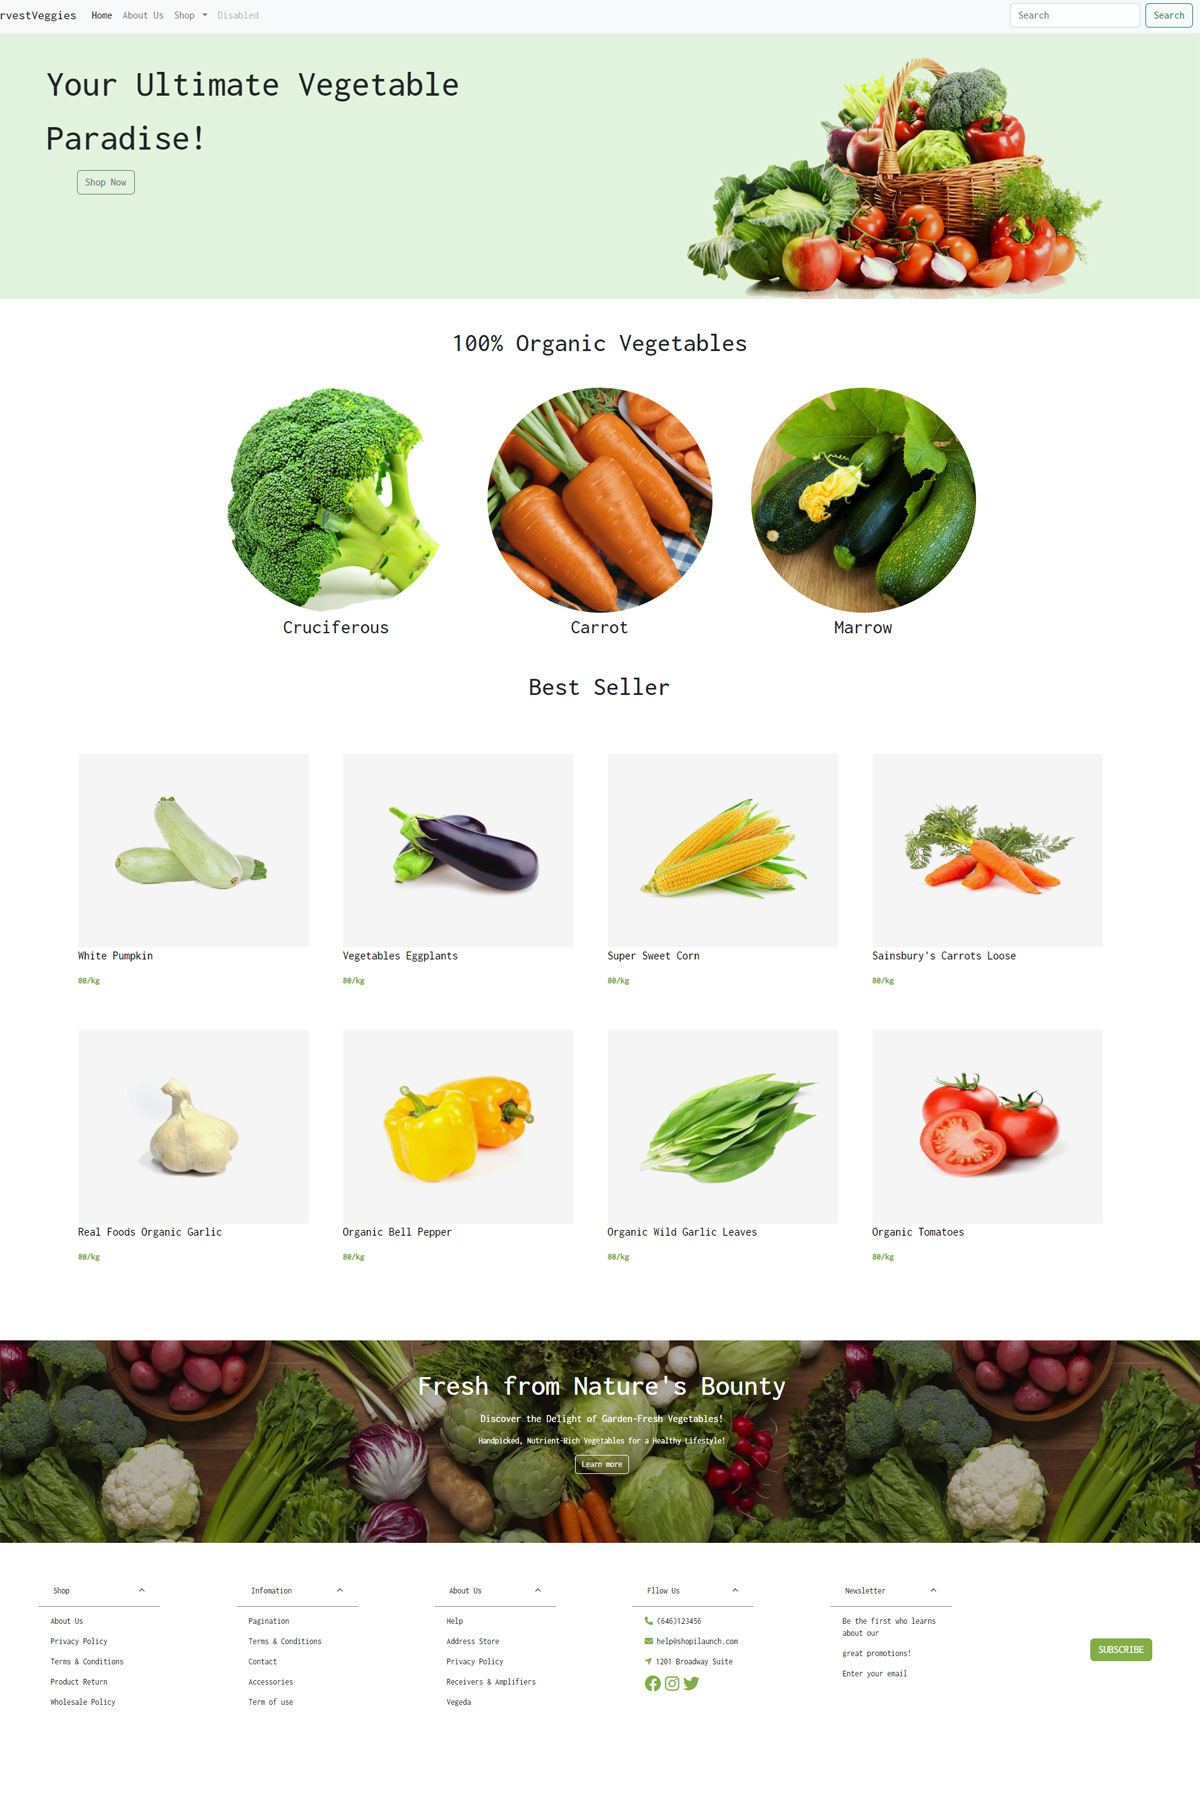 rvestVeggies Home About Us Shop Disabled Search Search
Your Ultimate Vegetable
Paradise!
Shop Now
100% Organic Vegetables
Cruciferous Carrot Marrow
Best Seller
White Pumpkin Vegetables Eggplants Super Sweet Corn Sainsbury's Carrots Loose
80/kg 80/kg 80/kg 80/kg
Real Foods Organic Garlic Organic Bell Pepper Organic Wild Garlic Leaves Organic Tomatoes
80/kg 80/kg 80/kg 80/kg
Fresh from Nature's Bounty
Discover the Delight of Garden-Fresh Vegetables!
Handpicked, Nutrient-Rich Vegetables for a Healthy Lifestyle!
Learn more
Shop
About Us
Privacy Policy
Terms & Conditions
Product Return
Wholesale Policy
Infomation
Pagination
Terms & Conditions
Contact
Accessories
Term of use
About Us
Help
Address Store
Privacy Policy
Receivers & Amplifiers
Vegeda
Fllow Us
(646)123456
help@shopilaunch.com
1201 Broadway Suite
Newsletter
Be the first who learns
about our
great promotions!
Enter your email
SUBSCRIBE